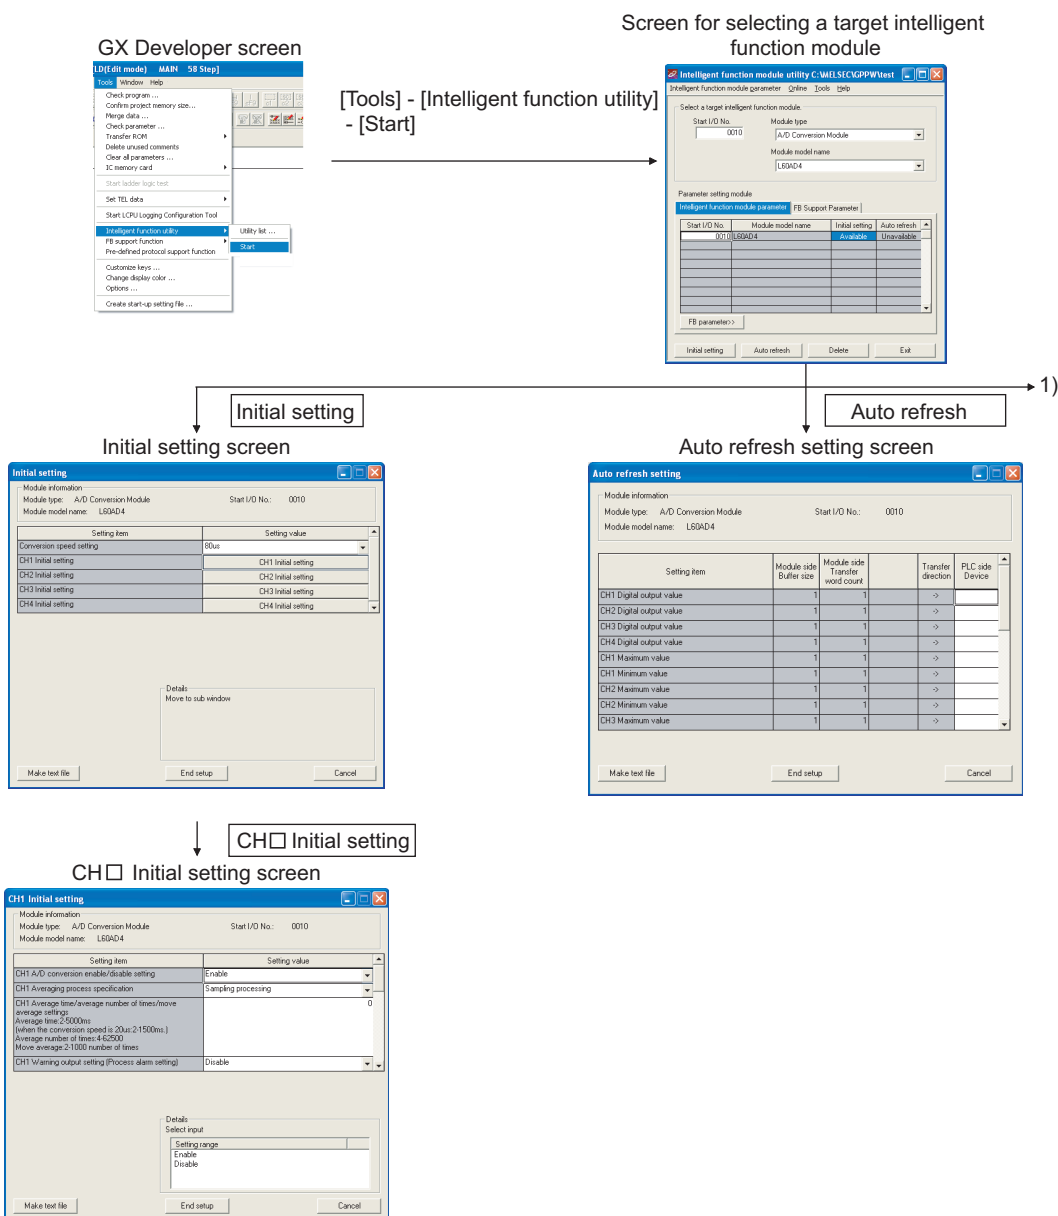 Screen for selecting a target intelligent
function module
GX Developer screen
LD(Edit mode) MAIN 58 Step]
Tools Window Help
Check program ...
Confirm project memory size...
Merge data ...
Check parameter ...
Transfer ROM
Delete unused comments
Clear all parameters ...
IC memory card
Start ladder logic test
Set TEL data
Start LCPU Logging Configuration Tool
Intelligent function utility
FB support function
Pre-defined protocol support function
Customize keys ...
Change display color ...
Options ...
Create start-up setting file ...
Utility list ...
Start
[Tools] - [Intelligent function utility]
- [Start]
Intelligent function module utility C:\MELSEC\GPPW\test
Intelligent function module parameter Online Tools Help
Select a target intelligent function module.
Start I/O No. Module type
0010 A/D Conversion Module
Module model name
L60AD4
Parameter setting module
Intelligent function module parameter FB Support Parameter
Start I/O No. Module model name Initial setting Auto refresh
0010 L60AD4 Available Unavailable
FB parameter>>
Initial setting Auto refresh Delete Exit
1)
Initial setting
Auto refresh
Initial setting screen
Initial setting
Module information
Module type: A/D Conversion Module Start I/O No.: 0010
Module model name: L60AD4
Setting item Setting value
Conversion speed setting 80us
CH1 Initial setting CH1 Initial setting
CH2 Initial setting CH2 Initial setting
CH3 Initial setting CH3 Initial setting
CH4 Initial setting CH4 Initial setting
Details
Move to sub window
Make text file End setup Cancel
Auto refresh setting screen
Auto refresh setting
Module information
Module type: A/D Conversion Module Start I/O No.: 0010
Module model name: L60AD4
Setting item Module side Buffer size Module side Transfer word count Transfer direction PLC side Device
CH1 Digital output value 1 1 ->
CH2 Digital output value 1 1 ->
CH3 Digital output value 1 1 ->
CH4 Digital output value 1 1 ->
CH1 Maximum value 1 1 ->
CH1 Minimum value 1 1 ->
CH2 Maximum value 1 1 ->
CH2 Minimum value 1 1 ->
CH3 Maximum value 1 1 ->
Make text file End setup Cancel
CH□ Initial setting
CH□ Initial setting screen
CH1 Initial setting
Module information
Module type: A/D Conversion Module Start I/O No.: 0010
Module model name: L60AD4
Setting item Setting value
CH1 A/D conversion enable/disable setting Enable
CH1 Averaging process specification Sampling processing
CH1 Average time/average number of times/move 0
average settings
Average time:2-5000ms
(when the conversion speed is 20us:2-1500ms.)
Average number of times:4-62500
Move average:2-1000 number of times
CH1 Warning output setting (Process alarm setting) Disable
Details
Select input
Setting range
Enable
Disable
Make text file End setup Cancel